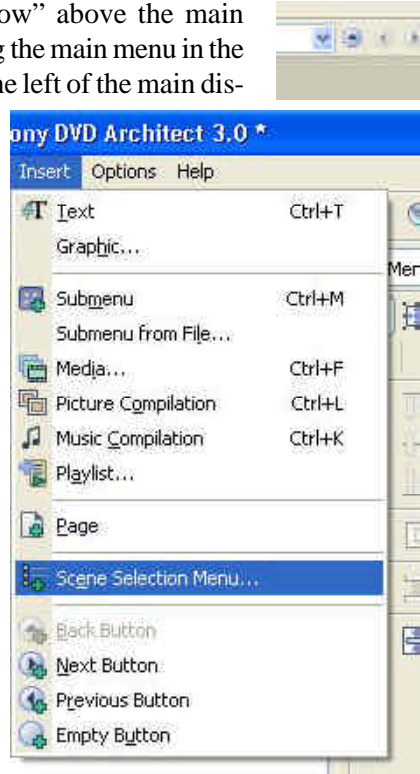 ow” above the main
g the main menu in the
ne left of the main dis-
ony DVD Architect 3.0 *
Insert Options Help
Text Ctrl+T
Graphic...
Men
Submenu Ctrl+M
Submenu from File...
Media... Ctrl+F
Picture Compilation Ctrl+L
Music Compilation Ctrl+K
Playlist...
Page
Scene Selection Menu...
Back Button
Next Button
Previous Button
Empty Button